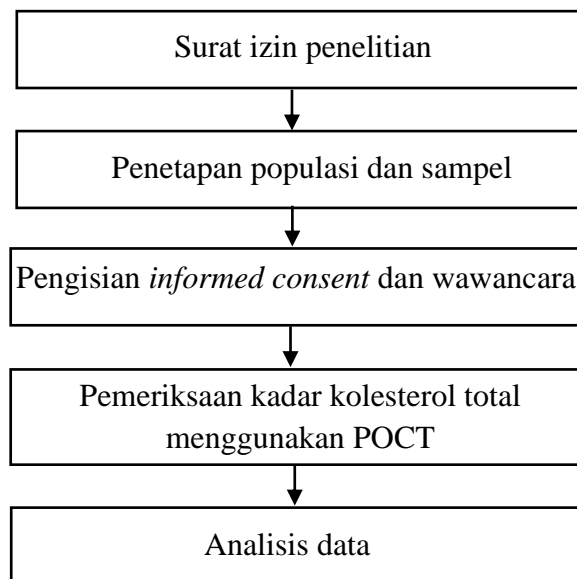 Surat izin penelitian
Penetapan populasi dan sampel
Pengisian informed consent dan wawancara
Pemeriksaan kadar kolesterol total
menggunakan POCT
Analisis data